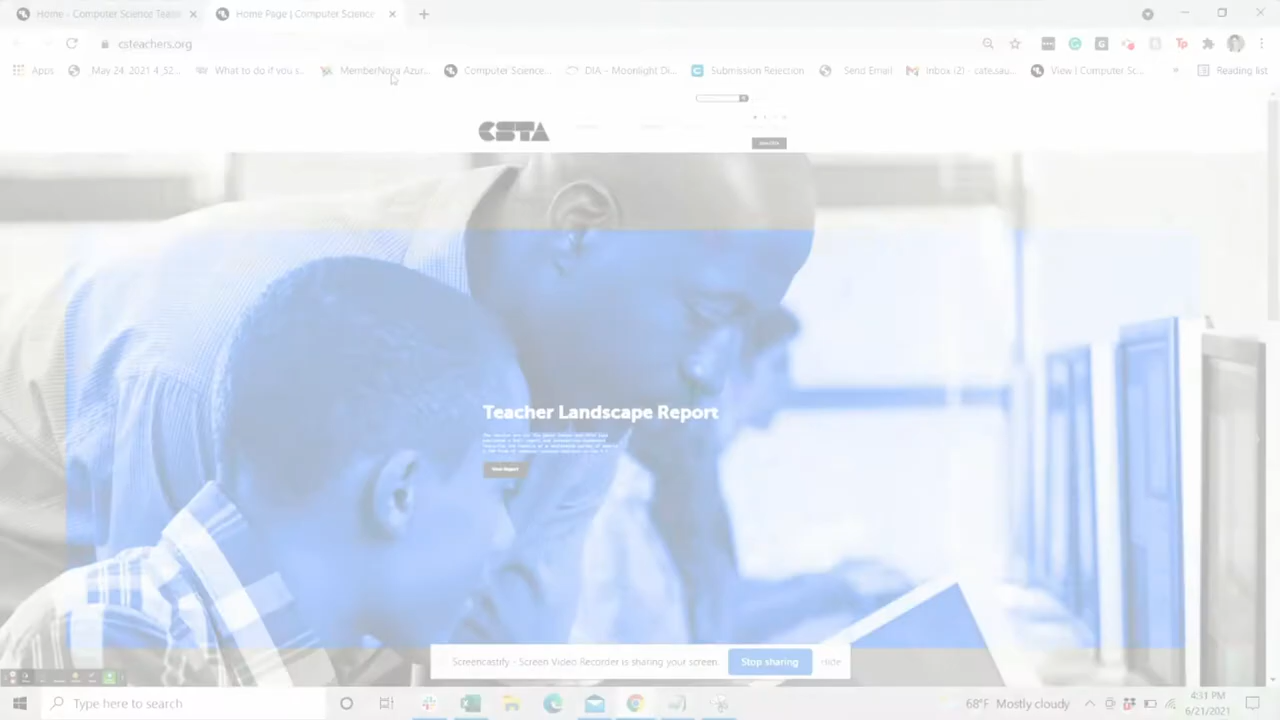 Home - Computer Science Teach
Home Page | Computer Science
csteachers.org
Apps
May 24, 2021 4_52...
What to do if you s...
MemberNova Azur...
Computer Science...
DIA – Moonlight Di...
Submission Rejection
Send Email
Inbox (2) - cate.sau...
View | Computer Sc...
»
Reading list
CSTA
Teacher Landscape Report
View Report
Screencastify - Screen Video Recorder is sharing your screen.
Stop sharing
Hide
Type here to search
68°F Mostly cloudy
4:31 PM
6/21/2021